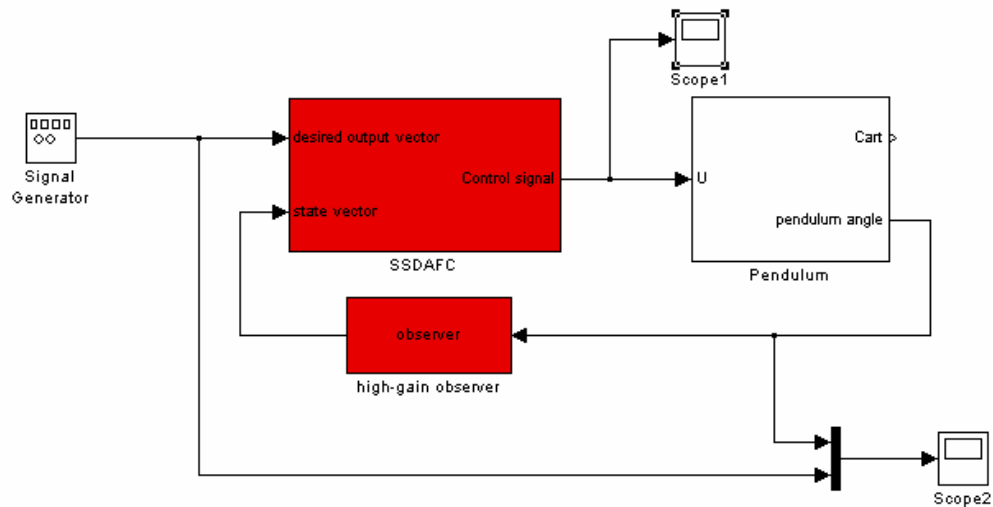 Scope1
Signal
Generator
desired output vector
Control signal
state vector
SSDAFC
Cart
U
pendulum angle
Pendulum
observer
high-gain observer
Scope2